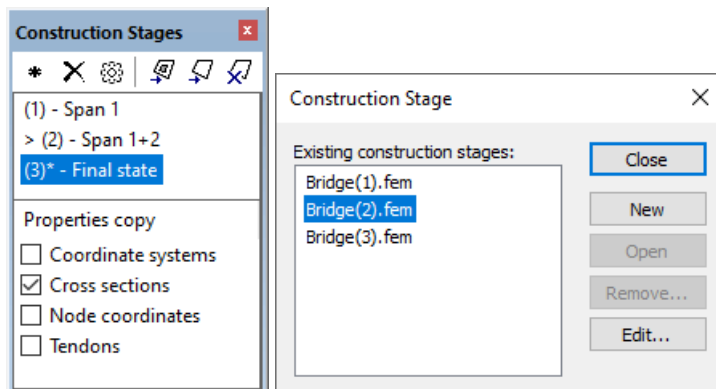 Construction Stages
(1) - Span 1
> (2) - Span 1+2
(3)* - Final state
Properties copy
Coordinate systems
Cross sections
Node coordinates
Tendons
Construction Stage
Existing construction stages:
Bridge(1).fem
Bridge(2).fem
Bridge(3).fem
Close
New
Open
Remove...
Edit...